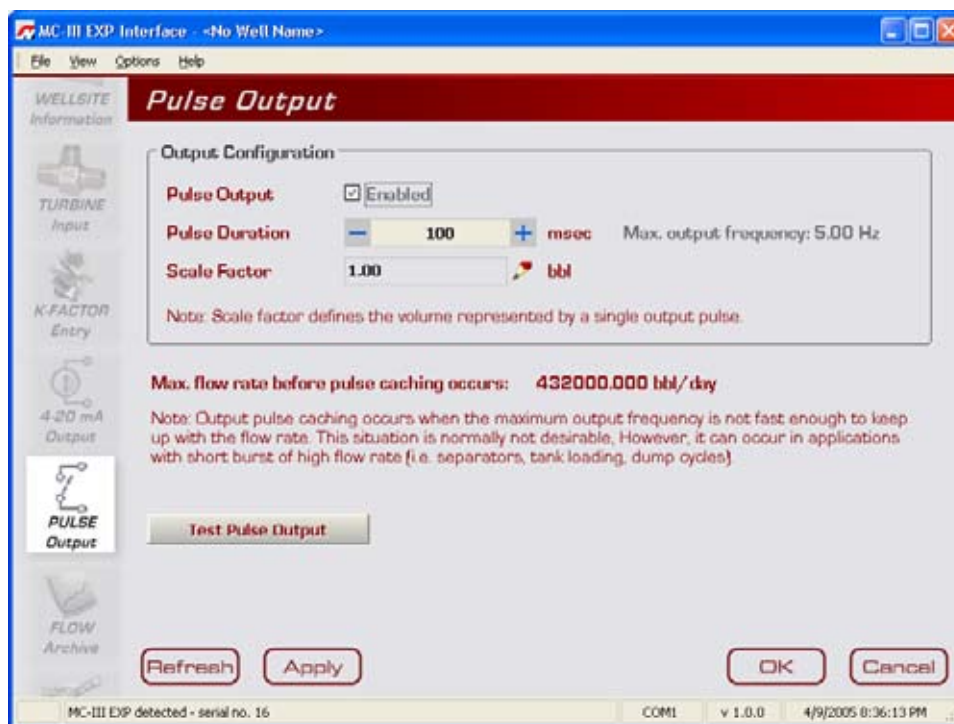 MC-III EXP Interface - <No Well Name>
File View Options Help
WELLSITE
Information
TURBINE
Input
K-FACTOR
Entry
4-20 mA
Output
PULSE
Output
FLOW
Archive
Pulse Output
Output Configuration
Pulse Output Enabled
Pulse Duration 100 msec Max. output frequency: 5.00 Hz
Scale Factor 1.00 bbl
Note: Scale factor defines the volume represented by a single output pulse.
Max. flow rate before pulse caching occurs: 432000.000 bbl/day
Note: Output pulse caching occurs when the maximum output frequency is not fast enough to keep
up with the flow rate. This situation is normally not desirable, However, it can occur in applications
with short burst of high flow rate (i.e. separators, tank loading, dump cycles).
Test Pulse Output
Refresh Apply OK Cancel
MC-III EXP detected - serial no. 16 COM1 v 1.0.0 4/9/2005 8:36:13 PM